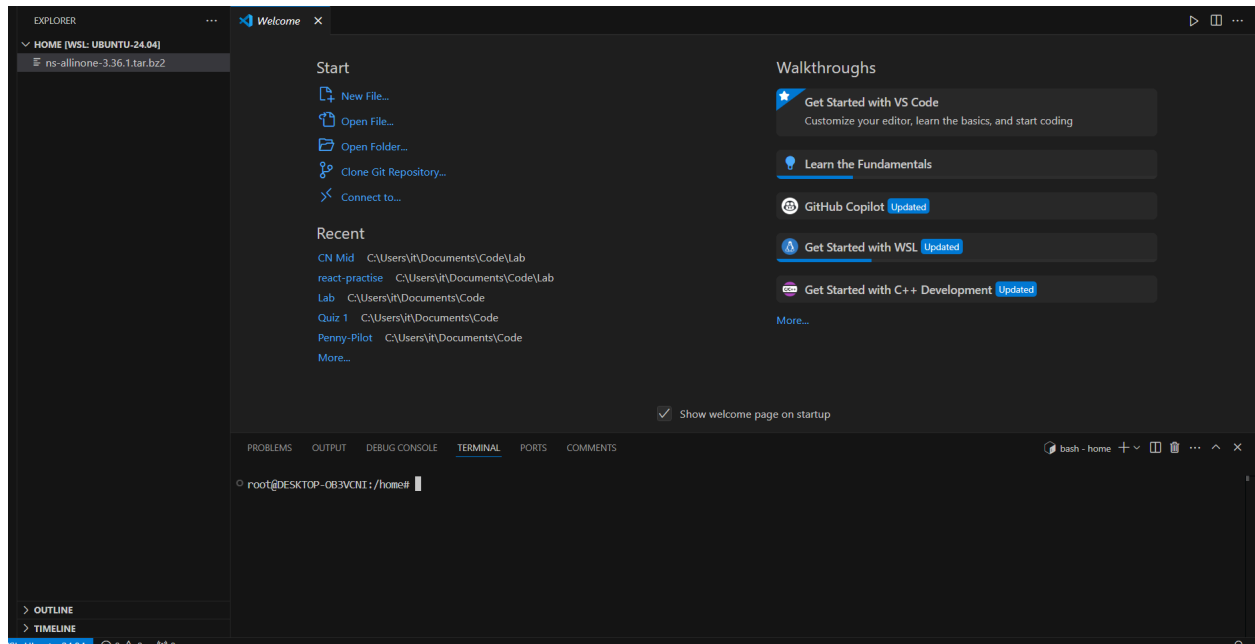 EXPLORER ...
Welcome
...
HOME [WSL: UBUNTU-24.04]
ns-allinone-3.36.1.tar.bz2
Start
New File...
Open File...
Open Folder...
Clone Git Repository...
Connect to...
Recent
CN Mid C:\Users\it\Documents\Code\Lab
react-practise C:\Users\it\Documents\Code\Lab
Lab C:\Users\it\Documents\Code
Quiz 1 C:\Users\it\Documents\Code
Penny-Pilot C:\Users\it\Documents\Code
More...
Walkthroughs
Get Started with VS Code
Customize your editor, learn the basics, and start coding
Learn the Fundamentals
GitHub Copilot Updated
Get Started with WSL Updated
Get Started with C++ Development Updated
More...
Show welcome page on startup
PROBLEMS OUTPUT DEBUG CONSOLE TERMINAL PORTS COMMENTS
bash - home ...
root@DESKTOP-OB3VCNI:/home#
OUTLINE
TIMELINE